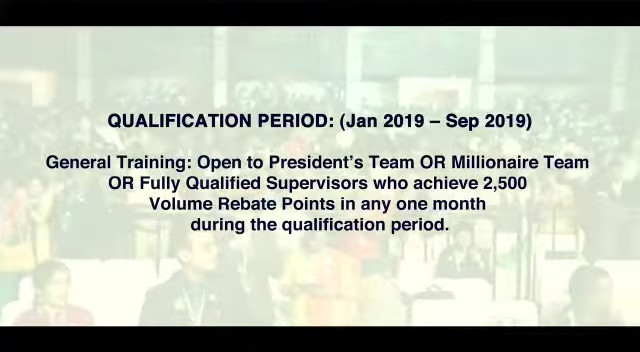 QUALIFICATION PERIOD: (Jan 2019 – Sep 2019)
General Training: Open to President's Team OR Millionaire Team
OR Fully Qualified Supervisors who achieve 2,500
Volume Rebate Points in any one month
during the qualification period.